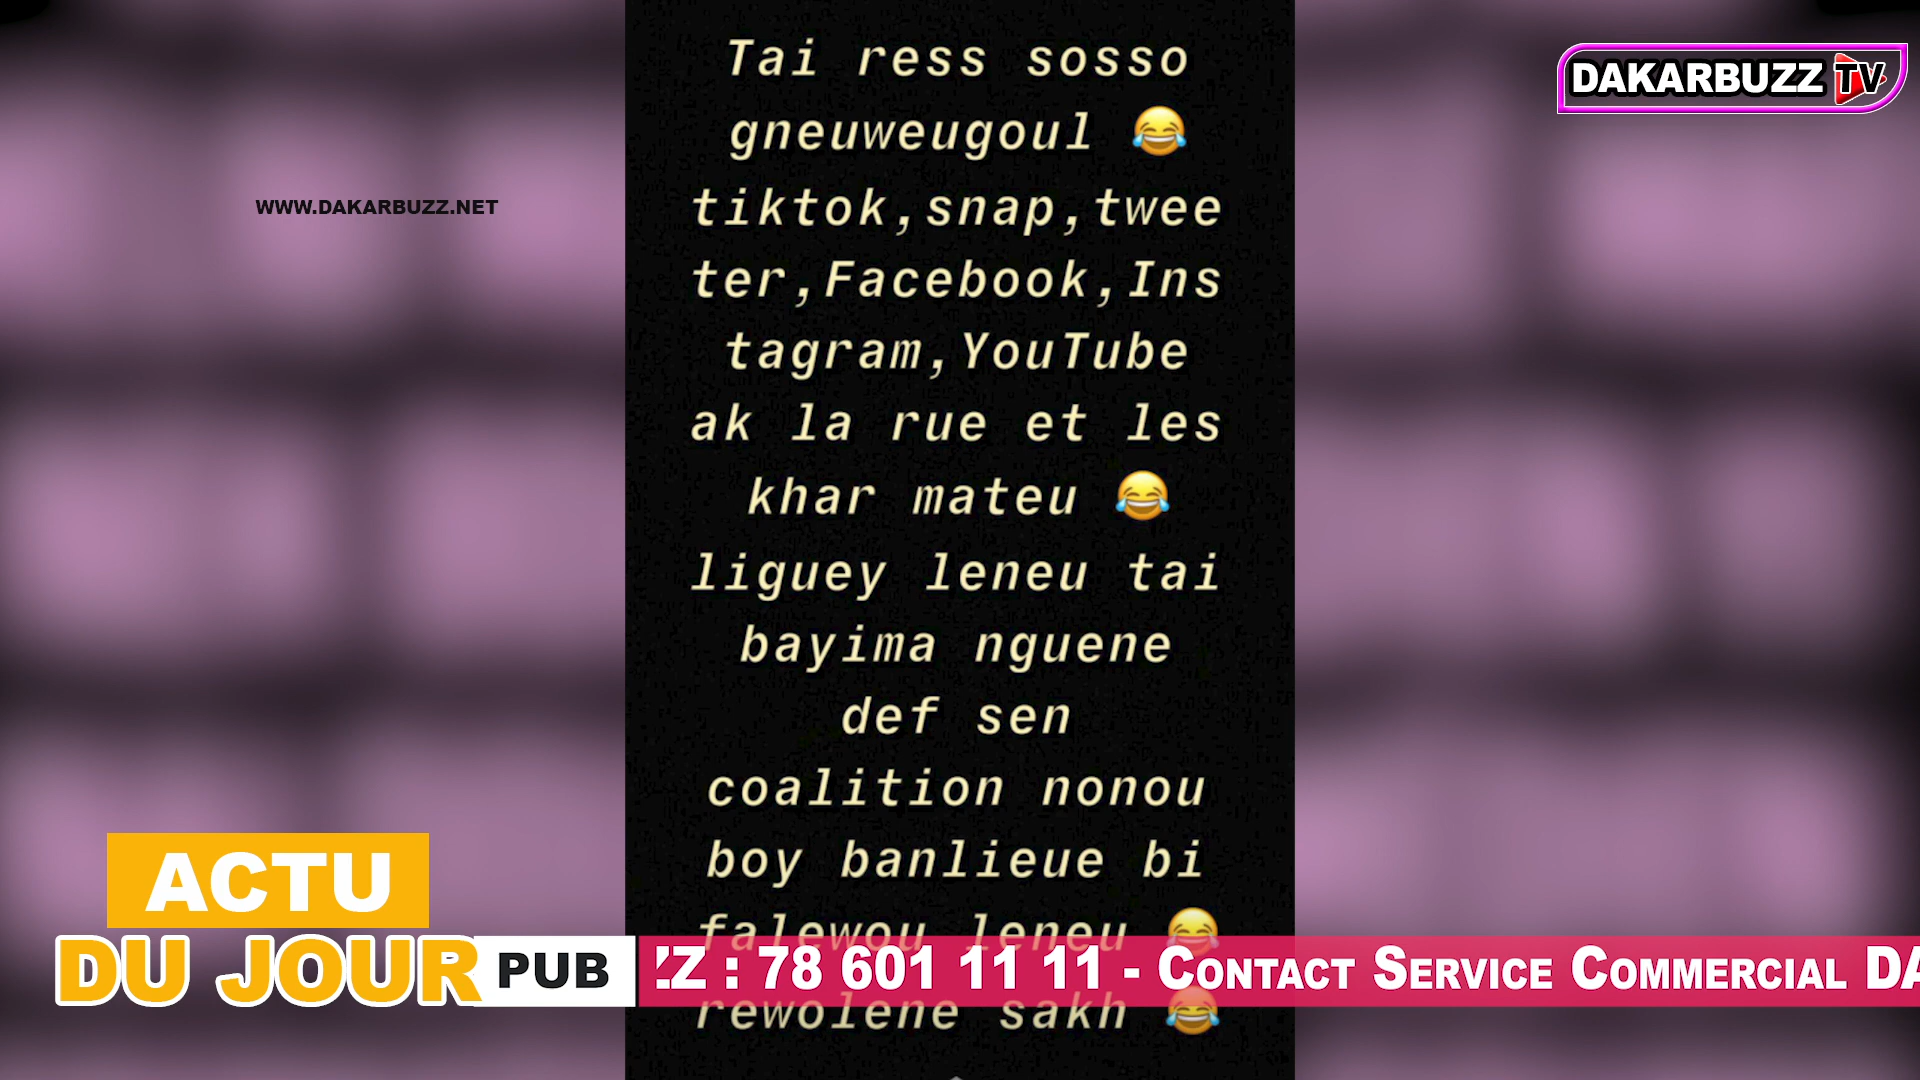 Tai ress sosso
gneuweugoul 😂
tiktok,snap,twee
ter,Facebook,Ins
tagram,YouTube
ak la rue et les
khar mateu 😂
liguey leneu tai
bayima nguene
def sen
coalition nonou
boy banlieue bi
falewou leneu 😂
rewolene sakh 😂
DAKARBUZZ TV
WWW.DAKARBUZZ.NET
ACTU
DU JOUR
PUB
Z : 78 601 11 11 - CONTACT SERVICE COMMERCIAL DA